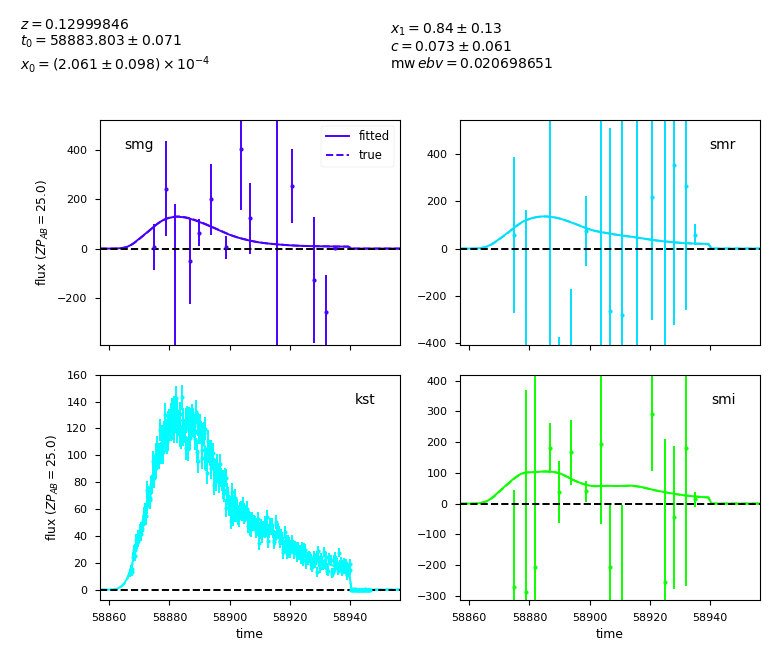 z = 0.12999846
t₀ = 58883.803 ± 0.071
x₀ = (2.061 ± 0.098) × 10⁻⁴
x₁ = 0.84 ± 0.13
c = 0.073 ± 0.061
mw ebv = 0.020698651
smg
fitted
true
400
200
0
−200
flux (ZP_AB = 25.0)
smr
400
200
0
−200
−400
kst
160
140
120
100
80
60
40
20
0
flux (ZP_AB = 25.0)
58860 58880 58900 58920 58940
time
smi
400
300
200
100
0
−100
−200
−300
58860 58880 58900 58920 58940
time